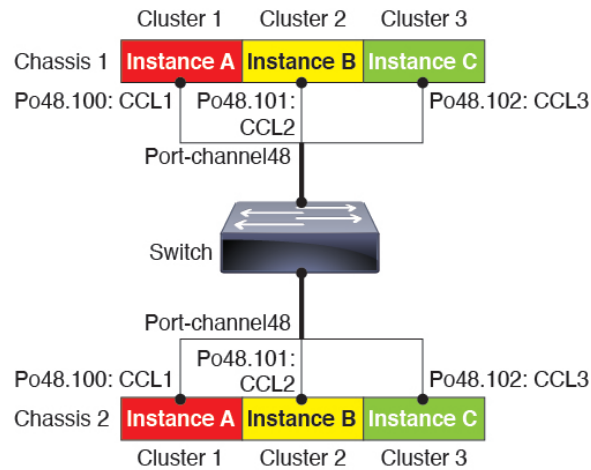 Cluster 1 Cluster 2 Cluster 3
Chassis 1 Instance A Instance B Instance C
Po48.100: CCL1 Po48.101: Po48.102: CCL3
CCL2
Port-channel48
Switch
Port-channel48
Po48.101:
Po48.100: CCL1 CCL2 Po48.102: CCL3
Chassis 2 Instance A Instance B Instance C
Cluster 1 Cluster 2 Cluster 3